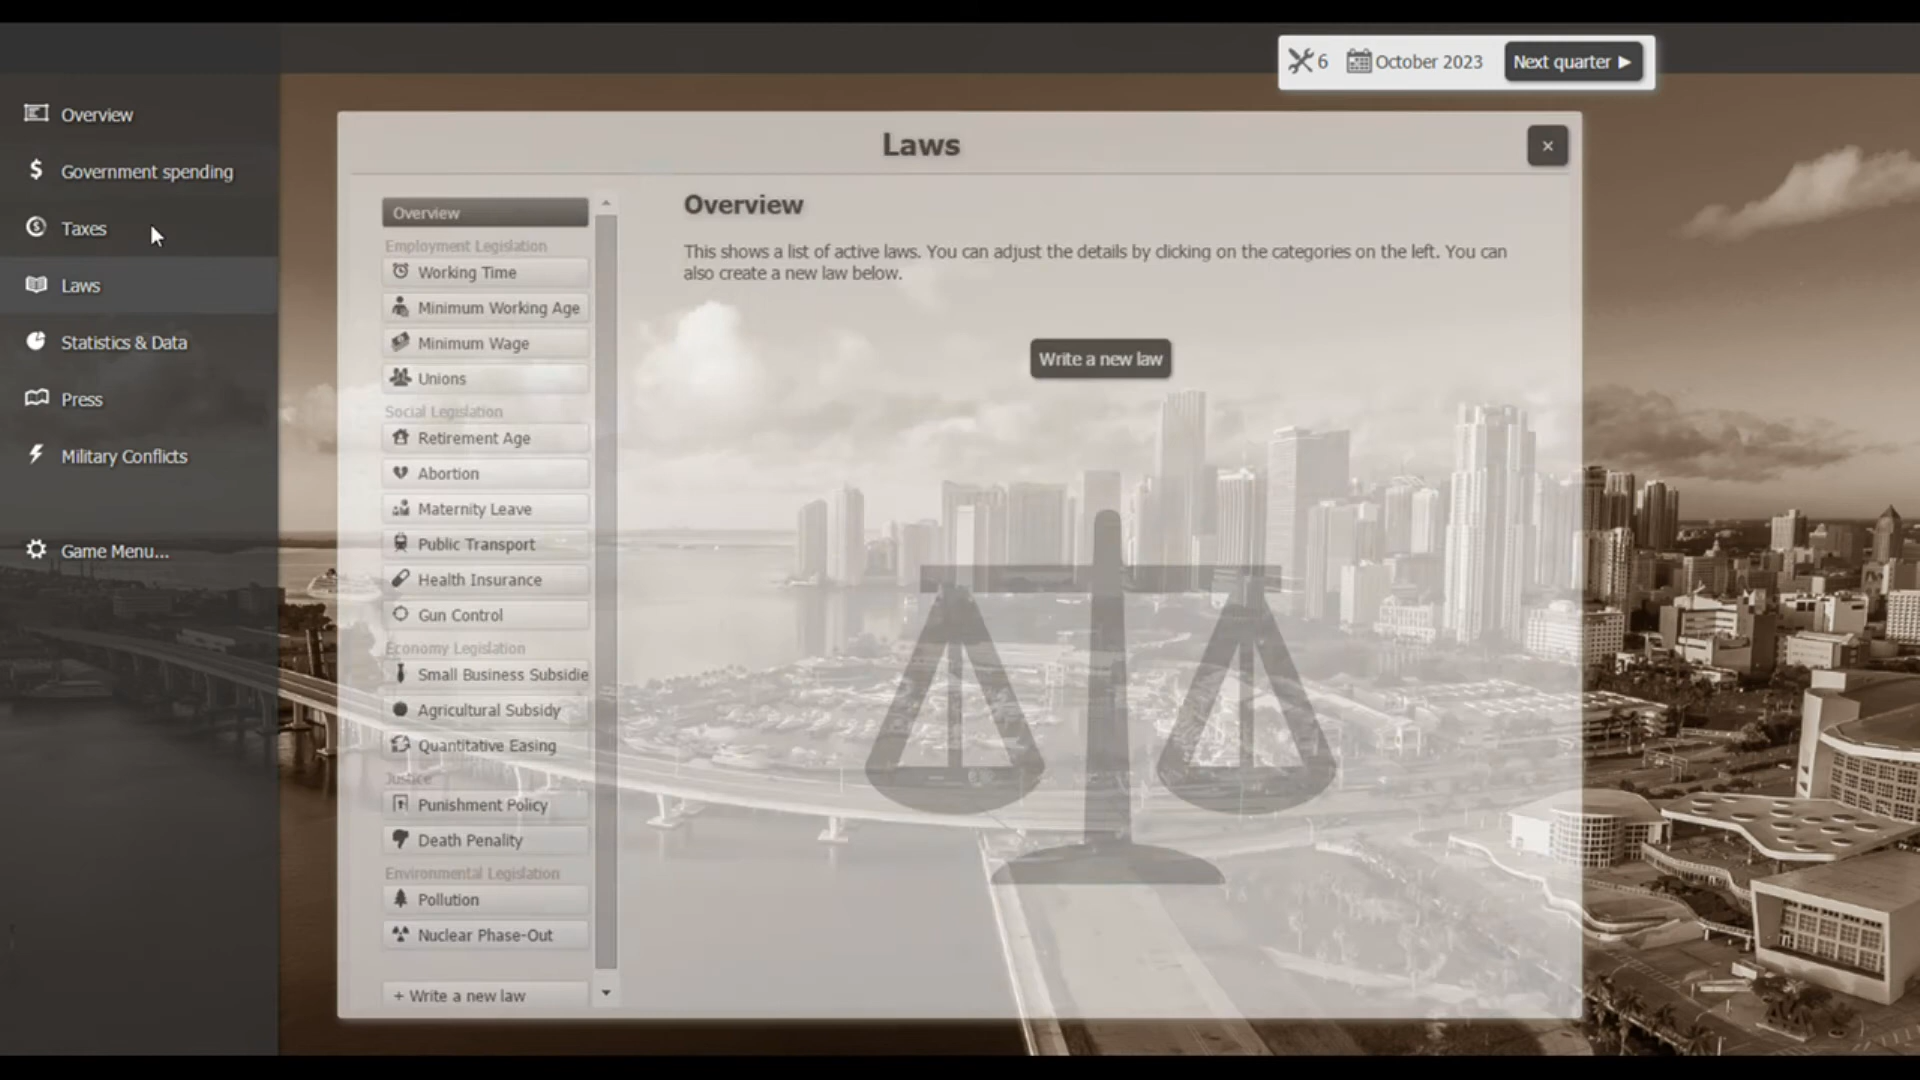 6 October 2023 Next quarter ▶
Overview
Government spending
Taxes
Laws
Statistics & Data
Press
Military Conflicts
Game Menu...
Laws
×
Overview
Employment Legislation
Working Time
Minimum Working Age
Minimum Wage
Unions
Social Legislation
Retirement Age
Abortion
Maternity Leave
Public Transport
Health Insurance
Gun Control
Economy Legislation
Small Business Subsidie
Agricultural Subsidy
Quantitative Easing
Justice
Punishment Policy
Death Penality
Environmental Legislation
Pollution
Nuclear Phase-Out
+ Write a new law
Overview
This shows a list of active laws. You can adjust the details by clicking on the categories on the left. You can
also create a new law below.
Write a new law